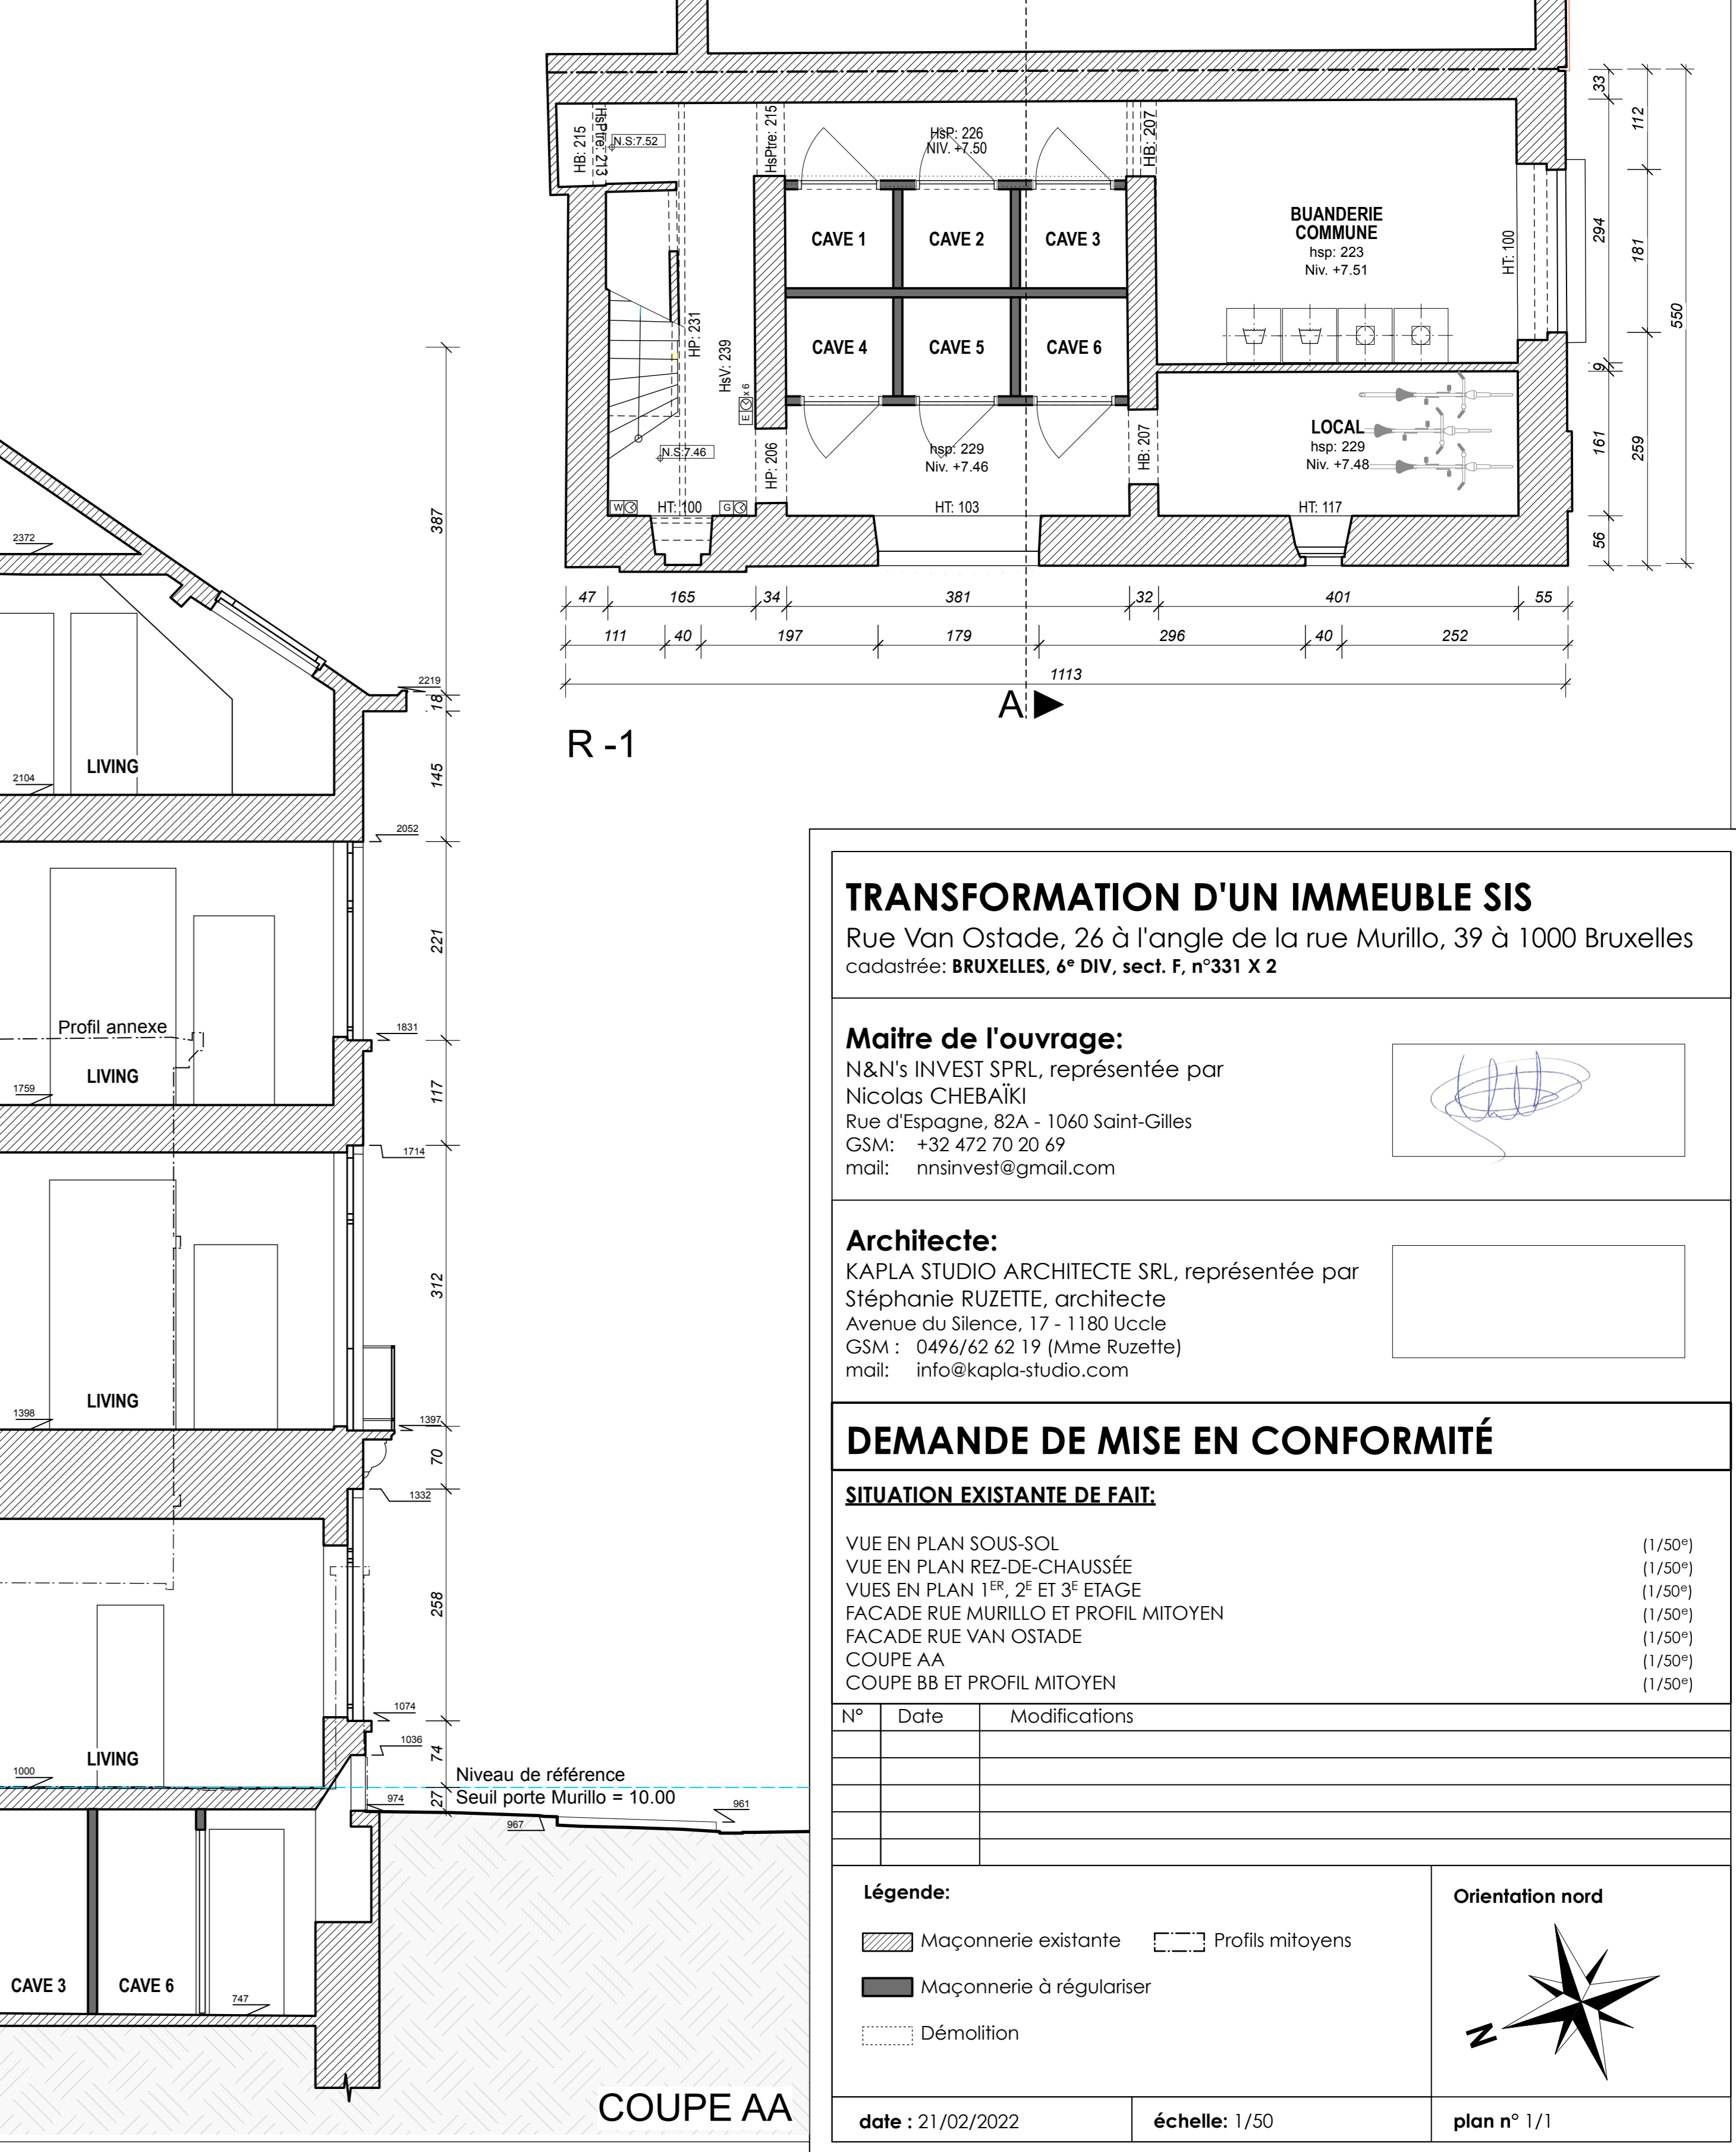 HB: 215
HsPtre: 213
N.S:7.52
HsPtre: 215
HsP: 226
NIV. +7.50
HB: 207
33
112
CAVE 1
CAVE 2
CAVE 3
BUANDERIE
COMMUNE
hsp: 223
Niv. +7.51
HT: 100
294
181
550
HP: 231
HsV: 239
CAVE 4
CAVE 5
CAVE 6
E
x 6
9
N.S:7.46
HP: 206
hsp: 229
Niv. +7.46
HB: 207
LOCAL
hsp: 229
Niv. +7.48
161
259
W
HT: 100
G
HT: 103
HT: 117
56
47
165
34
381
32
401
55
111
40
197
179
296
40
252
1113
A
R -1
387
2372
2219
18
LIVING
2104
145
2052
221
Profil annexe
1831
LIVING
1759
117
1714
312
LIVING
1398
1397
70
1332
258
1074
1036
74
LIVING
1000
Niveau de référence
Seuil porte Murillo = 10.00
27
974
967
961
CAVE 3
CAVE 6
747
COUPE AA
TRANSFORMATION D'UN IMMEUBLE SIS
Rue Van Ostade, 26 à l'angle de la rue Murillo, 39 à 1000 Bruxelles
cadastrée: BRUXELLES, 6e DIV, sect. F, n°331 X 2
Maitre de l'ouvrage:
N&N's INVEST SPRL, représentée par
Nicolas CHEBAÏKI
Rue d'Espagne, 82A - 1060 Saint-Gilles
GSM: +32 472 70 20 69
mail: nnsinvest@gmail.com
Architecte:
KAPLA STUDIO ARCHITECTE SRL, représentée par
Stéphanie RUZETTE, architecte
Avenue du Silence, 17 - 1180 Uccle
GSM : 0496/62 62 19 (Mme Ruzette)
mail: info@kapla-studio.com
DEMANDE DE MISE EN CONFORMITÉ
SITUATION EXISTANTE DE FAIT:
VUE EN PLAN SOUS-SOL (1/50e)
VUE EN PLAN REZ-DE-CHAUSSÉE (1/50e)
VUES EN PLAN 1ER, 2E ET 3E ETAGE (1/50e)
FACADE RUE MURILLO ET PROFIL MITOYEN (1/50e)
FACADE RUE VAN OSTADE (1/50e)
COUPE AA (1/50e)
COUPE BB ET PROFIL MITOYEN (1/50e)
N° Date Modifications
Légende:
Maçonnerie existante
Profils mitoyens
Maçonnerie à régulariser
Démolition
Orientation nord
N
date : 21/02/2022
échelle: 1/50
plan n° 1/1